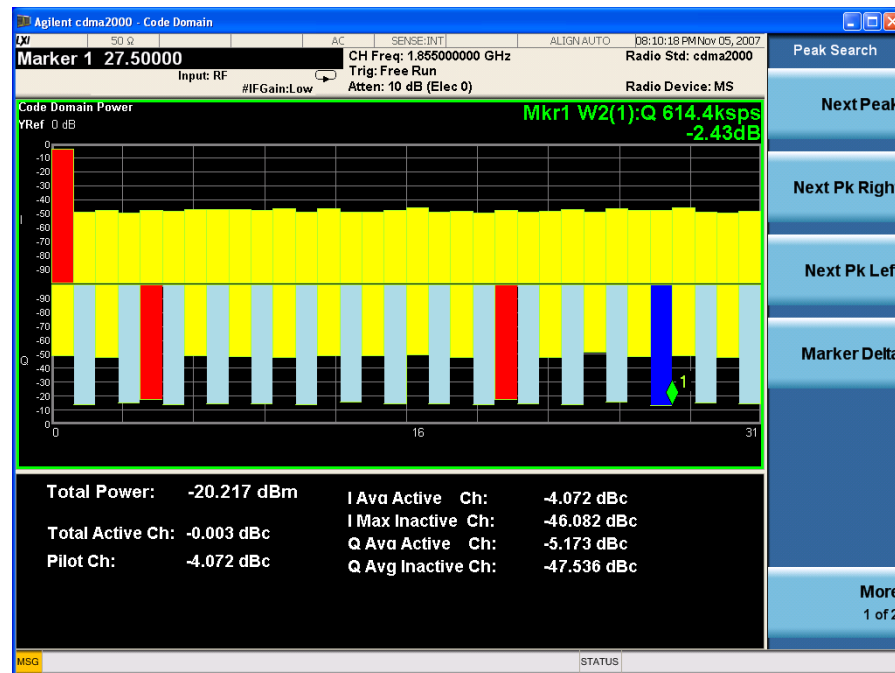 Agilent cdma2000 - Code Domain
LXI 50 Ω AC SENSE:INT ALIGN AUTO 08:10:18 PM Nov 05, 2007
Marker 1 27.50000
Input: RF
#IFGain:Low
CH Freq: 1.855000000 GHz
Trig: Free Run
Atten: 10 dB (Elec 0)
Radio Std: cdma2000
Radio Device: MS
Peak Search
Code Domain Power
YRef 0 dB
Mkr1 W2(1):Q 614.4ksps
-2.43dB
0
-10
-20
-30
-40
I -50
-60
-70
-80
-90
-90
-80
-70
-60
Q -50
-40
-30
-20
-10
0
0 16 31
1
Next Peak
Next Pk Right
Next Pk Left
Marker Delta
More
1 of 2
Total Power: -20.217 dBm
Total Active Ch: -0.003 dBc
Pilot Ch: -4.072 dBc
I Avg Active Ch: -4.072 dBc
I Max Inactive Ch: -46.082 dBc
Q Avg Active Ch: -5.173 dBc
Q Avg Inactive Ch: -47.536 dBc
MSG STATUS